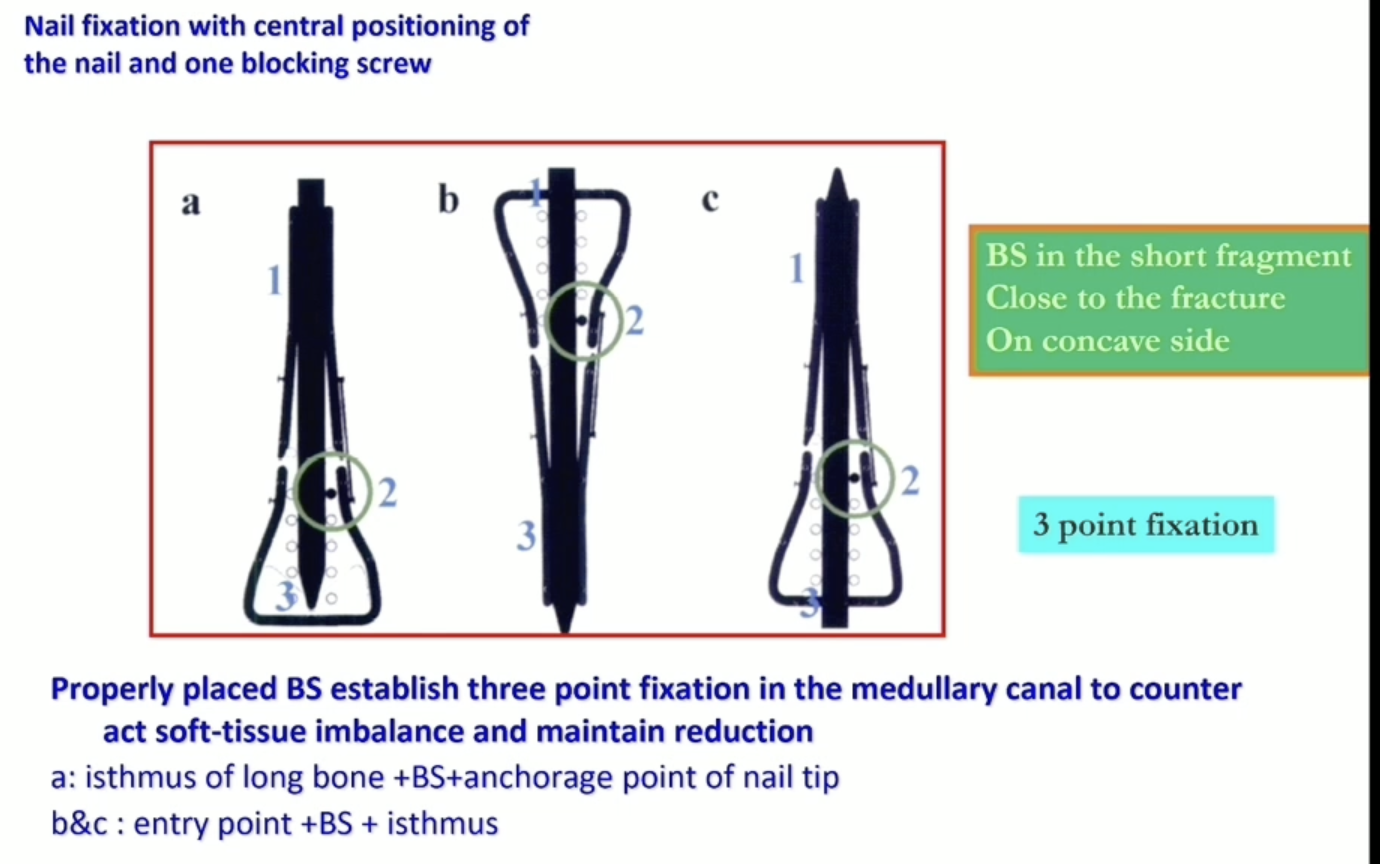 Nail fixation with central positioning of
the nail and one blocking screw
a
b
c
1
2
3
1
2
3
1
2
3
BS in the short fragment
Close to the fracture
On concave side
3 point fixation
Properly placed BS establish three point fixation in the medullary canal to counter
act soft-tissue imbalance and maintain reduction
a: isthmus of long bone +BS+anchorage point of nail tip
b&c : entry point +BS + isthmus